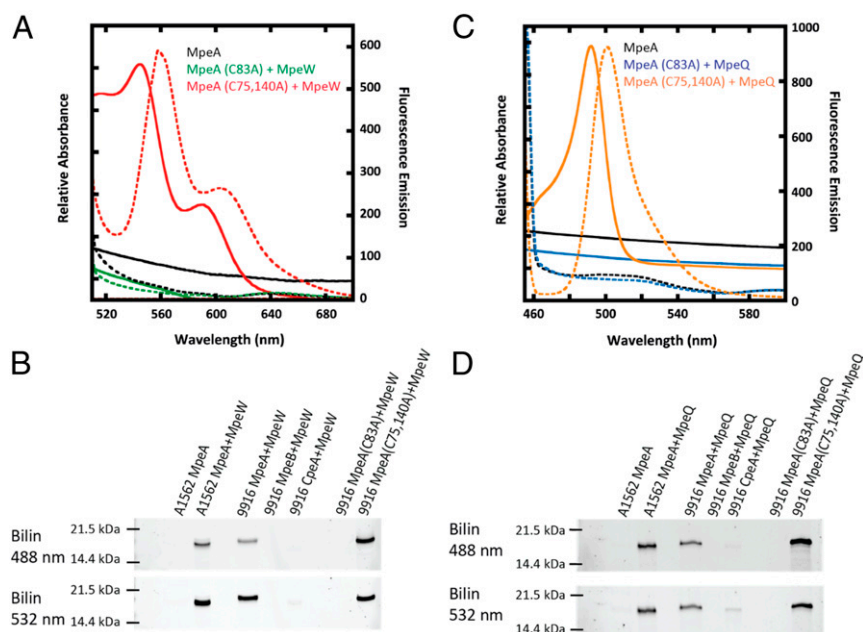 A
MpeA
MpeA (C83A) + MpeW
MpeA (C75,140A) + MpeW
Relative Absorbance
Fluorescence Emission
600
500
400
300
200
100
0
520 560 600 640 680
Wavelength (nm)
C
MpeA
MpeA (C83A) + MpeQ
MpeA (C75,140A) + MpeQ
Relative Absorbance
Fluorescence Emission
1000
800
600
400
200
0
460 500 540 580
Wavelength (nm)
B
A1562 MpeA
A1562 MpeA+MpeW
9916 MpeA+MpeW
9916 MpeB+MpeW
9916 CpeA+MpeW
9916 MpeA(C83A)+MpeW
9916 MpeA(C75,140A)+MpeW
Bilin
488 nm
21.5 kDa
14.4 kDa
Bilin
532 nm
21.5 kDa
14.4 kDa
D
A1562 MpeA
A1562 MpeA+MpeQ
9916 MpeA+MpeQ
9916 MpeB+MpeQ
9916 CpeA+MpeQ
9916 MpeA(C83A)+MpeQ
9916 MpeA(C75,140A)+MpeQ
Bilin
488 nm
21.5 kDa
14.4 kDa
Bilin
532 nm
21.5 kDa
14.4 kDa